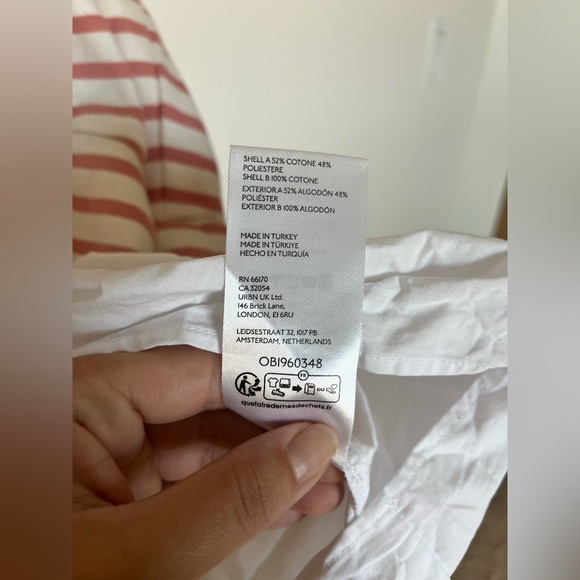 SHELL A 52% COTONE 48%
POLIESTERE
SHELL B 100% COTONE
EXTERIOR A 52% ALGODÓN 48%
POLIÉSTER
EXTERIOR B 100% ALGODÓN
MADE IN TURKEY
MADE IN TÜRKIYE
HECHO EN TURQUÍA
RN 66170
CA 32054
URBN UK Ltd.
146 Brick Lane,
LONDON, E1 6RU
LEIDSESTRAAT 32, 1017 PB
AMSTERDAM, NETHERLANDS
OB1960348
FR
OU
quefairedemesdechets.fr